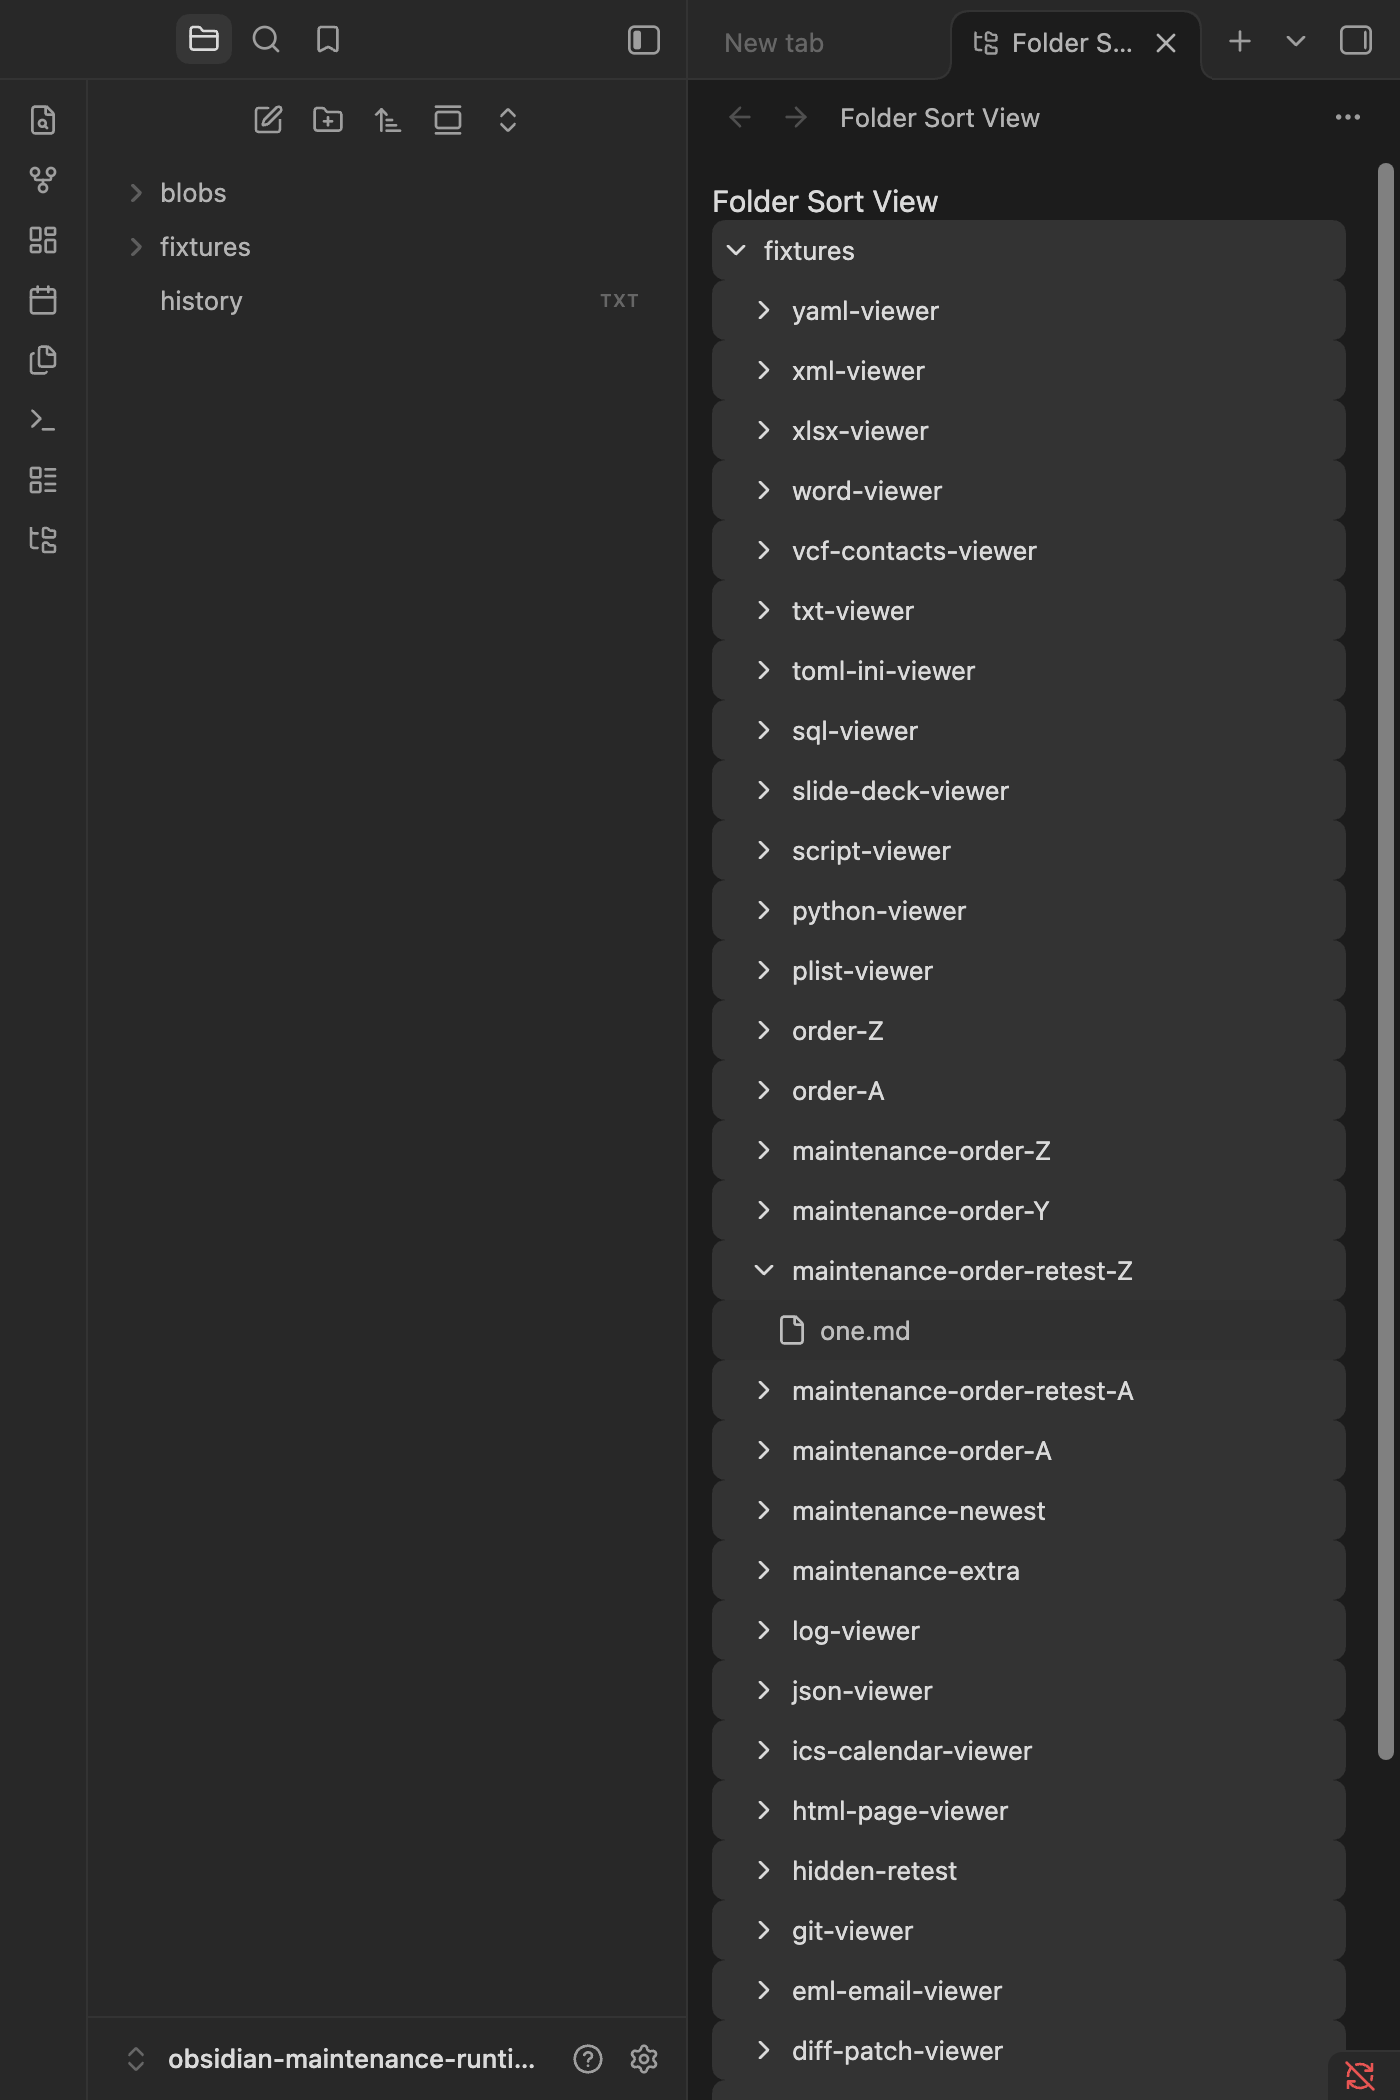 New tab
Folder S...
Folder Sort View
blobs
fixtures
history TXT
Folder Sort View
fixtures
yaml-viewer
xml-viewer
xlsx-viewer
word-viewer
vcf-contacts-viewer
txt-viewer
toml-ini-viewer
sql-viewer
slide-deck-viewer
script-viewer
python-viewer
plist-viewer
order-Z
order-A
maintenance-order-Z
maintenance-order-Y
maintenance-order-retest-Z
one.md
maintenance-order-retest-A
maintenance-order-A
maintenance-newest
maintenance-extra
log-viewer
json-viewer
ics-calendar-viewer
html-page-viewer
hidden-retest
git-viewer
eml-email-viewer
diff-patch-viewer
obsidian-maintenance-runti...